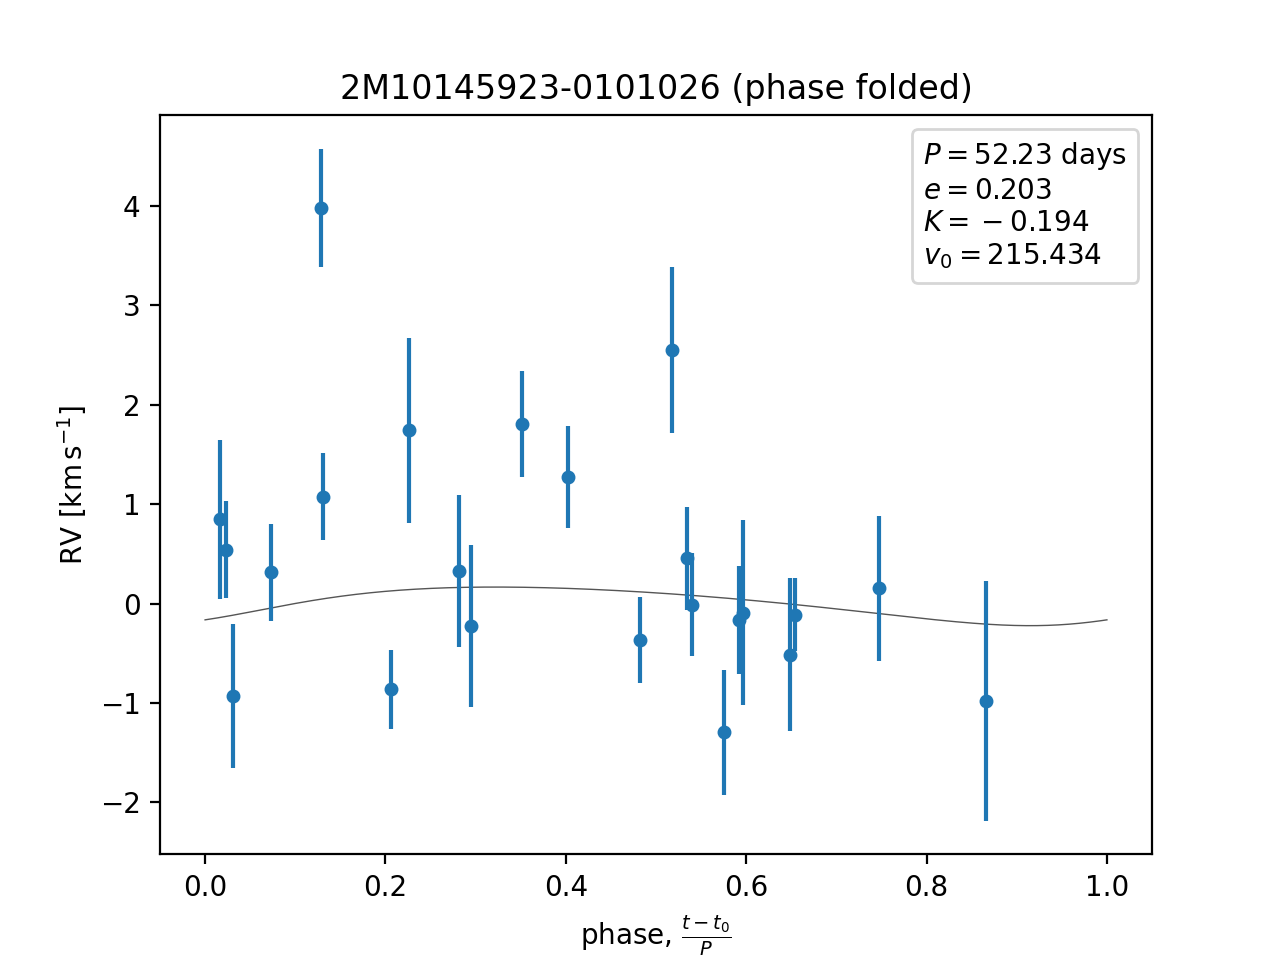 2M10145923-0101026 (phase folded)
P = 52.23 days
e = 0.203
K = −0.194
v₀ = 215.434
RV [km s⁻¹]
4
3
2
1
0
−1
−2
0.0 0.2 0.4 0.6 0.8 1.0
phase, (t − t₀)/P